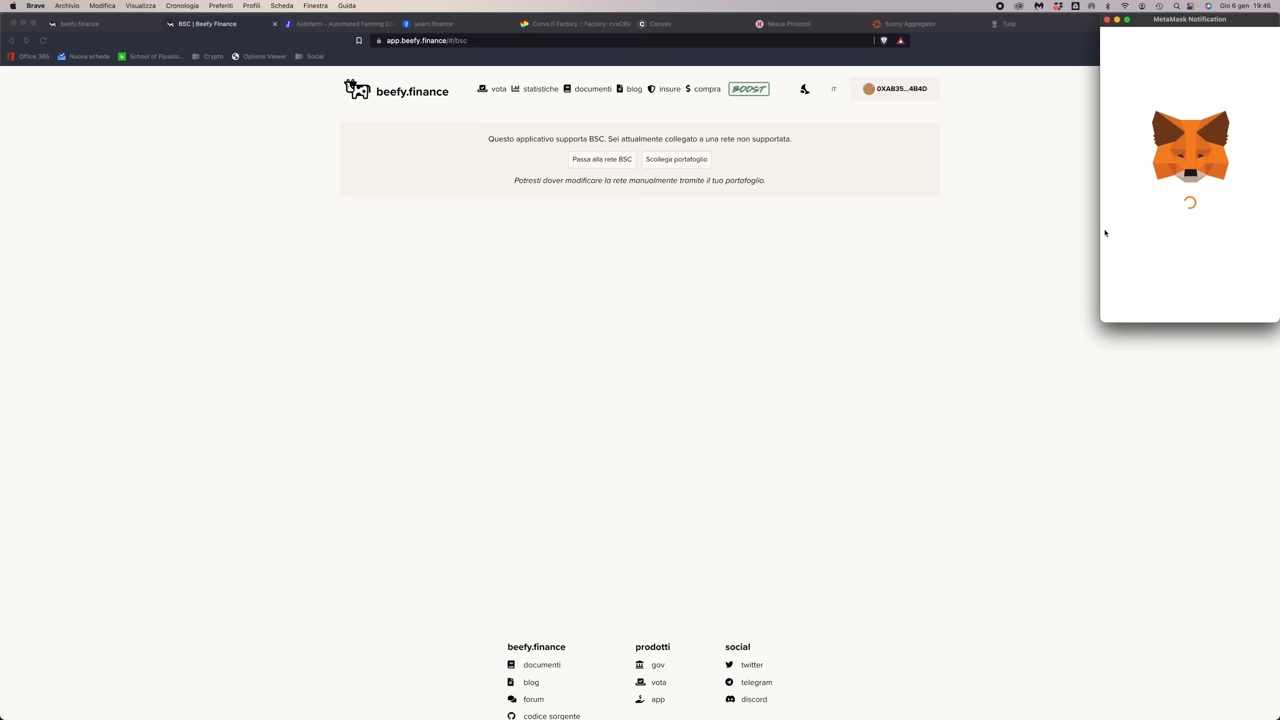 Brave Archivio Modifica Visualizza Cronologia Preferiti Profili Scheda Finestra Guida Gio 6 gen 19:46
MetaMask Notification
beefy.finance BSC | Beefy Finance Autofarm - Automated Farming Ec yearn.finance Curve.fi Factory :: Factory: cvxCRV Convex Nexus Protocol Sunny Aggregator Tulip
app.beefy.finance/#/bsc
Office 365 Nuova scheda School of Pipsolo... Crypto Options Viewer Social
beefy.finance vota statistiche documenti blog insure compra BOOST IT 0XAB35...4B4D
Questo applicativo supporta BSC. Sei attualmente collegato a una rete non supportata.
Passa alla rete BSC Scollega portafoglio
Potresti dover modificare la rete manualmente tramite il tuo portafoglio.
beefy.finance prodotti social
documenti gov twitter
blog vota telegram
forum app discord
codice sorgente